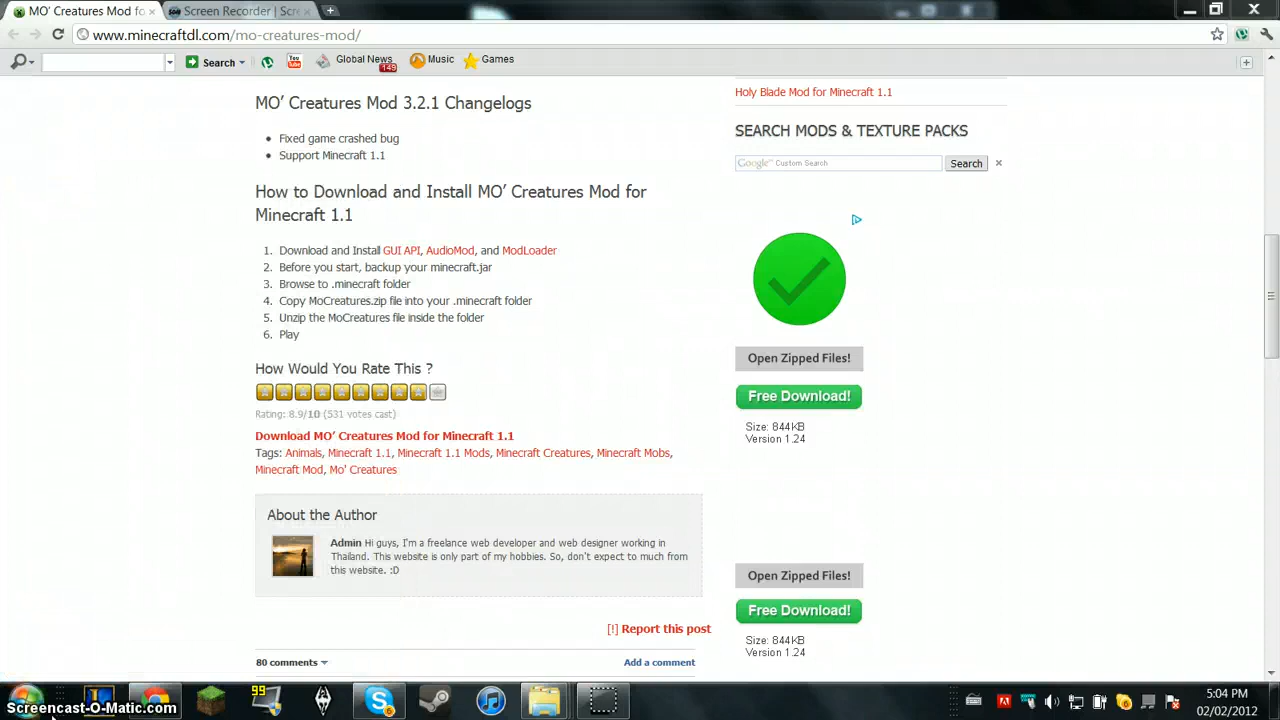 MO' Creatures Mod fo
Screen Recorder | Scre
www.minecraftdl.com/mo-creatures-mod/
Search
You Tube
Global News
149
Music
Games
MO' Creatures Mod 3.2.1 Changelogs
Fixed game crashed bug
Support Minecraft 1.1
How to Download and Install MO' Creatures Mod for
Minecraft 1.1
1. Download and Install GUI API, AudioMod, and ModLoader
2. Before you start, backup your minecraft.jar
3. Browse to .minecraft folder
4. Copy MoCreatures.zip file into your .minecraft folder
5. Unzip the MoCreatures file inside the folder
6. Play
How Would You Rate This ?
Rating: 8.9/10 (531 votes cast)
Download MO' Creatures Mod for Minecraft 1.1
Tags: Animals, Minecraft 1.1, Minecraft 1.1 Mods, Minecraft Creatures, Minecraft Mobs,
Minecraft Mod, Mo' Creatures
About the Author
Admin Hi guys, I'm a freelance web developer and web designer working in
Thailand. This website is only part of my hobbies. So, don't expect to much from
this website. :D
[!] Report this post
80 comments
Add a comment
Holy Blade Mod for Minecraft 1.1
SEARCH MODS & TEXTURE PACKS
Google™ Custom Search
Search
Open Zipped Files!
Free Download!
Size: 844KB
Version 1.24
Open Zipped Files!
Free Download!
Size: 844KB
Version 1.24
99
6
5:04 PM
02/02/2012
Screencast-O-Matic.com